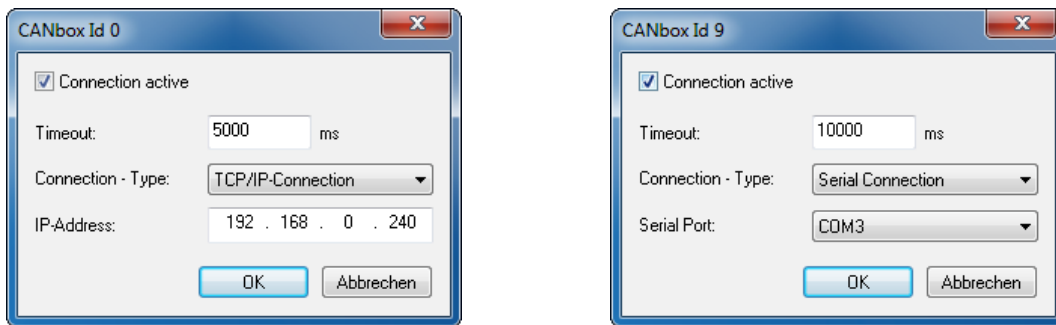 CANbox Id 0
Connection active
Timeout: 5000 ms
Connection - Type: TCP/IP-Connection
IP-Address: 192 . 168 . 0 . 240
OK Abbrechen
CANbox Id 9
Connection active
Timeout: 10000 ms
Connection - Type: Serial Connection
Serial Port: COM3
OK Abbrechen